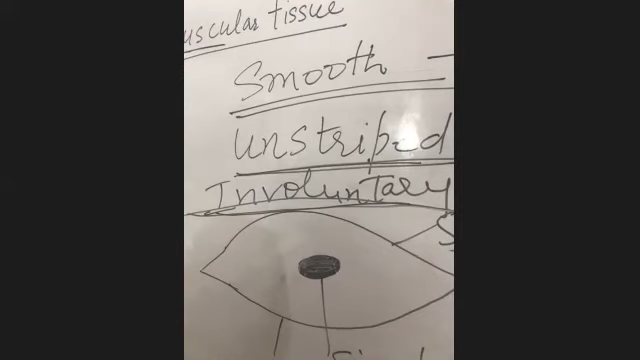 uscular tissue
Smooth -
unstriped
Involuntary
S